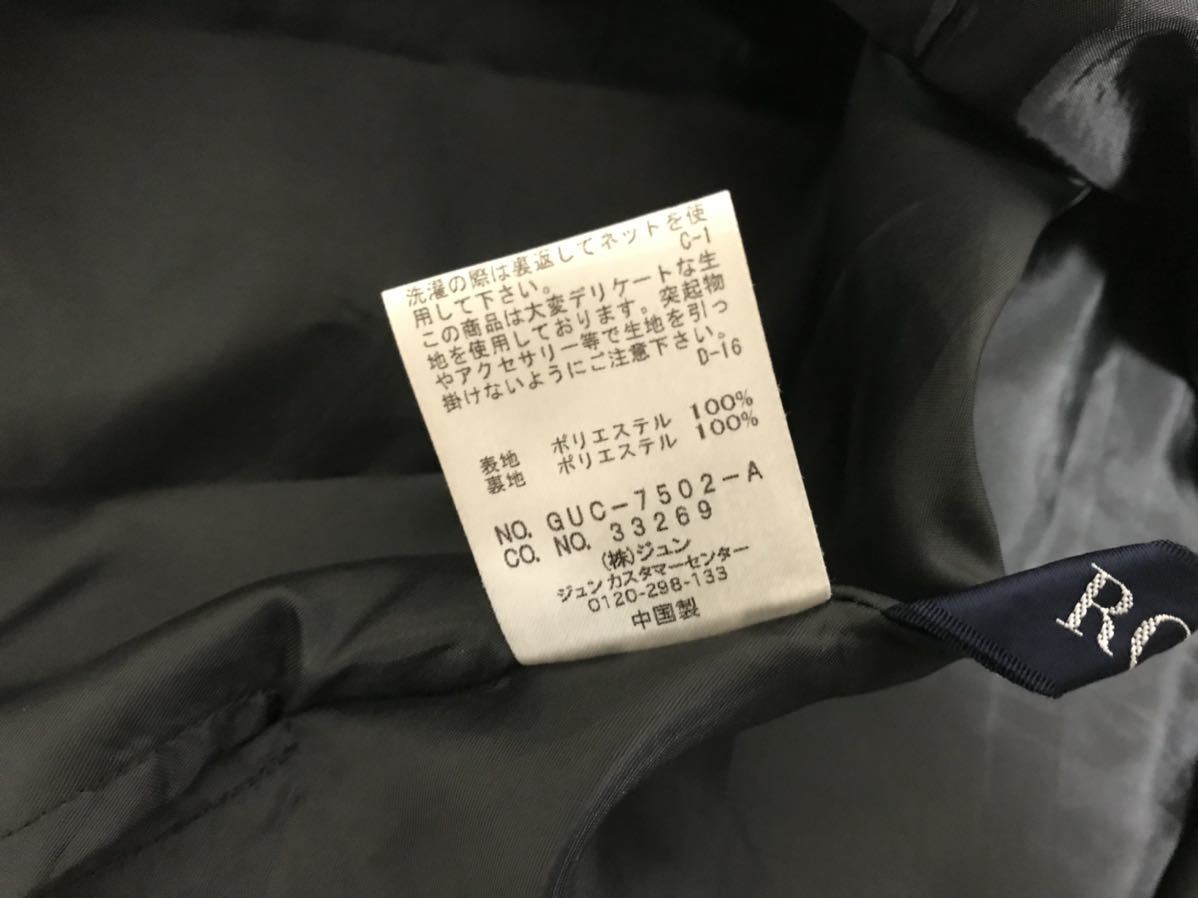 洗濯の際は裏返してネットを使
用して下さい。 C-1
この商品は大変デリケートな生
地を使用しております。突起物
やアクセサリー等で生地を引っ
掛けないようにご注意下さい。
D-16
表地 ポリエステル 100%
裏地 ポリエステル 100%
NO. GUC-7502-A
CO. NO. 33269
(株)ジュン
ジュンカスタマーセンター
0120-298-133
中国製
RO